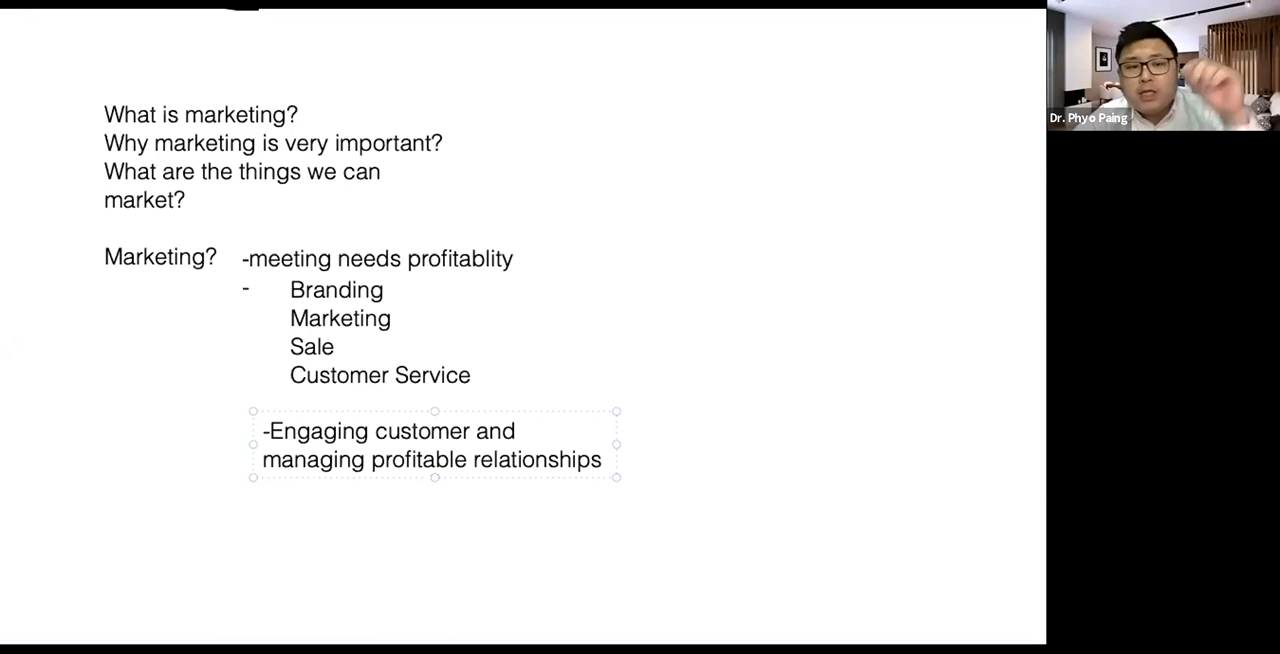 What is marketing?
Why marketing is very important?
What are the things we can
market?
Marketing?
-meeting needs profitablity
-
Branding
Marketing
Sale
Customer Service
-Engaging customer and
managing profitable relationships
Dr. Phyo Paing